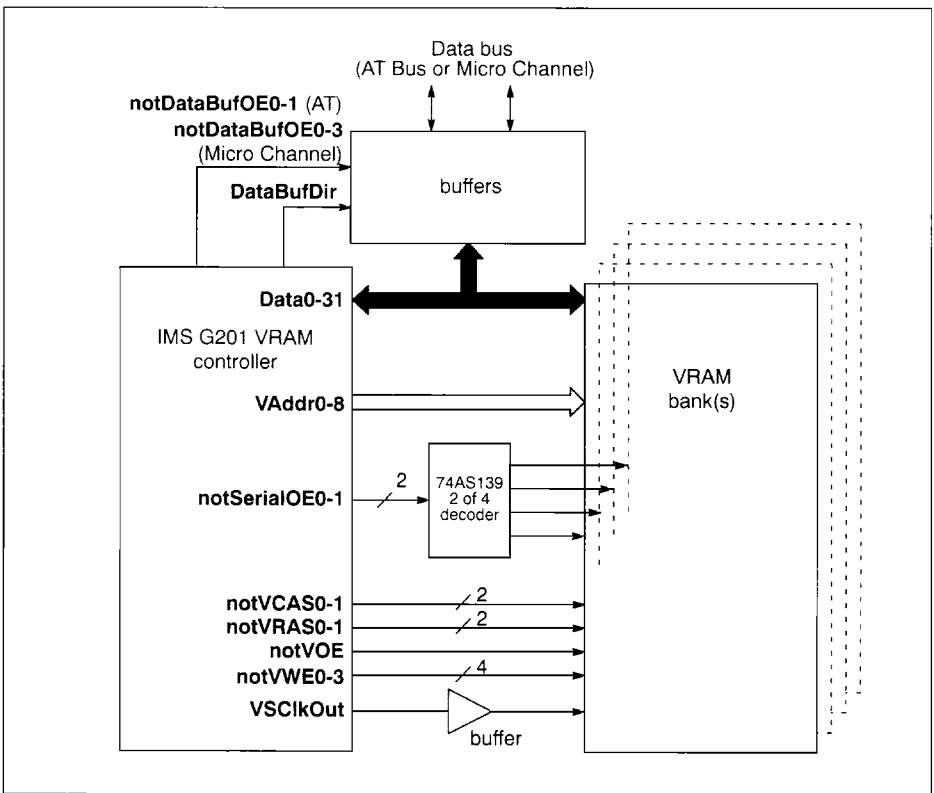 Data bus
(AT Bus or Micro Channel)
notDataBufOE0-1 (AT)
notDataBufOE0-3
(Micro Channel)
DataBufDir
buffers
Data0-31
IMS G201 VRAM
controller
VRAM
bank(s)
VAddr0-8
notSerialOE0-1
2
74AS139
2 of 4
decoder
notVCAS0-1
2
notVRAS0-1
2
notVOE
notVWE0-3
4
VSClkOut
buffer